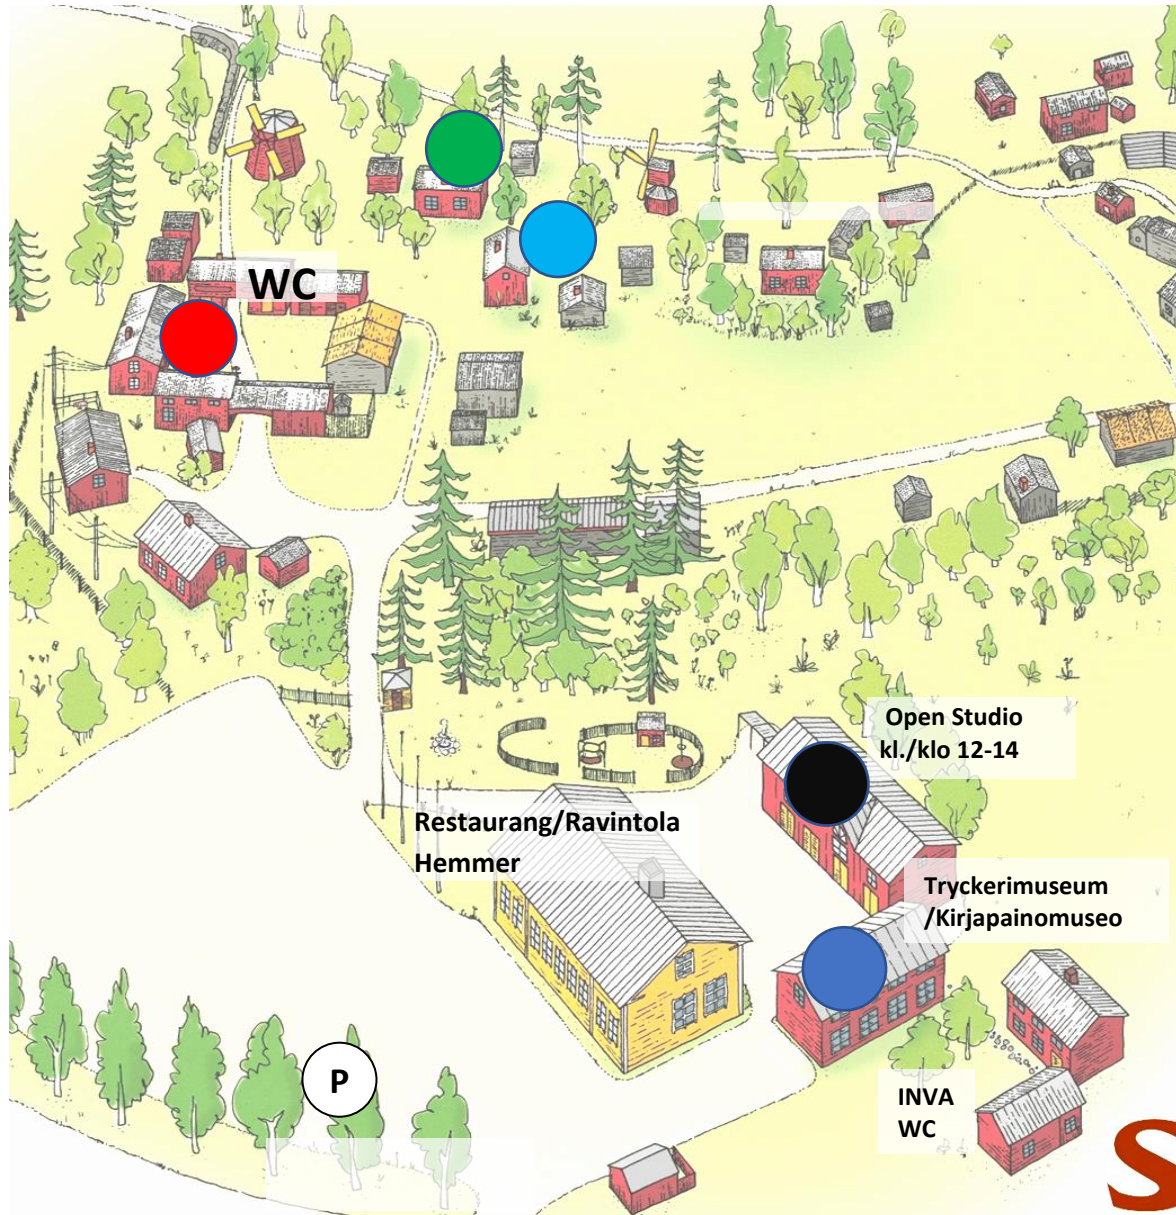 WC
Open Studio
kl./klo 12-14
Restaurang/Ravintola
Hemmer
Tryckerimuseum
/Kirjapainomuseo
P
INVA
WC
S